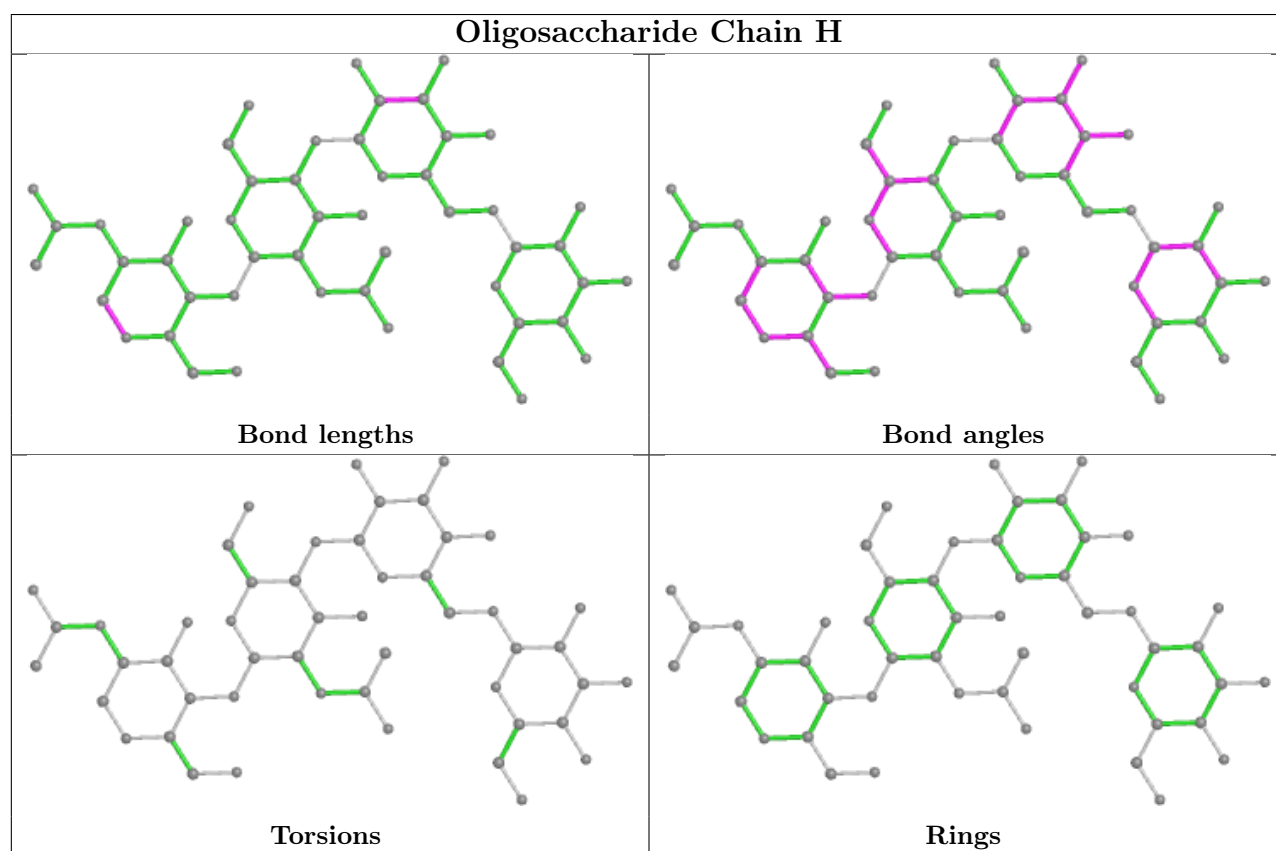 Oligosaccharide Chain H
Bond lengths
Bond angles
Torsions
Rings